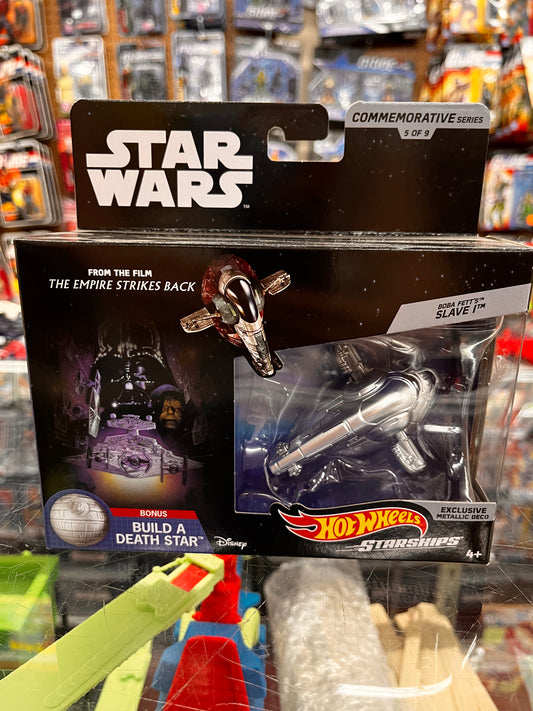 COMMEMORATIVE SERIES
5 OF 9
STAR
WARS™
FROM THE FILM
THE EMPIRE STRIKES BACK
BOBA FETT'S™
SLAVE I™
BONUS
BUILD A
DEATH STAR™
Disney
HOT WHEELS
STARSHIPS
EXCLUSIVE
METALLIC DECO
4+